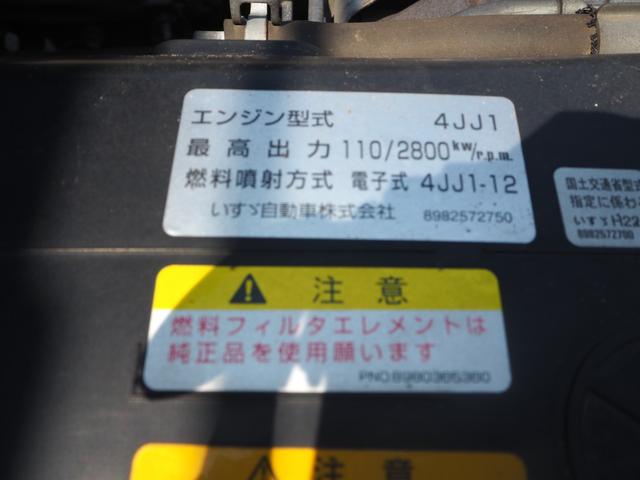 エンジン型式 4JJ1
最高出力 110/2800kw/r.p.m.
燃料噴射方式 電子式 4JJ1-12
いすゞ自動車株式会社 8982572750
国土交通省型式
指定に係わ
いすゞH22
8982572700
注意
燃料フィルタエレメントは
純正品を使用願います
PNO.8980365360
注意